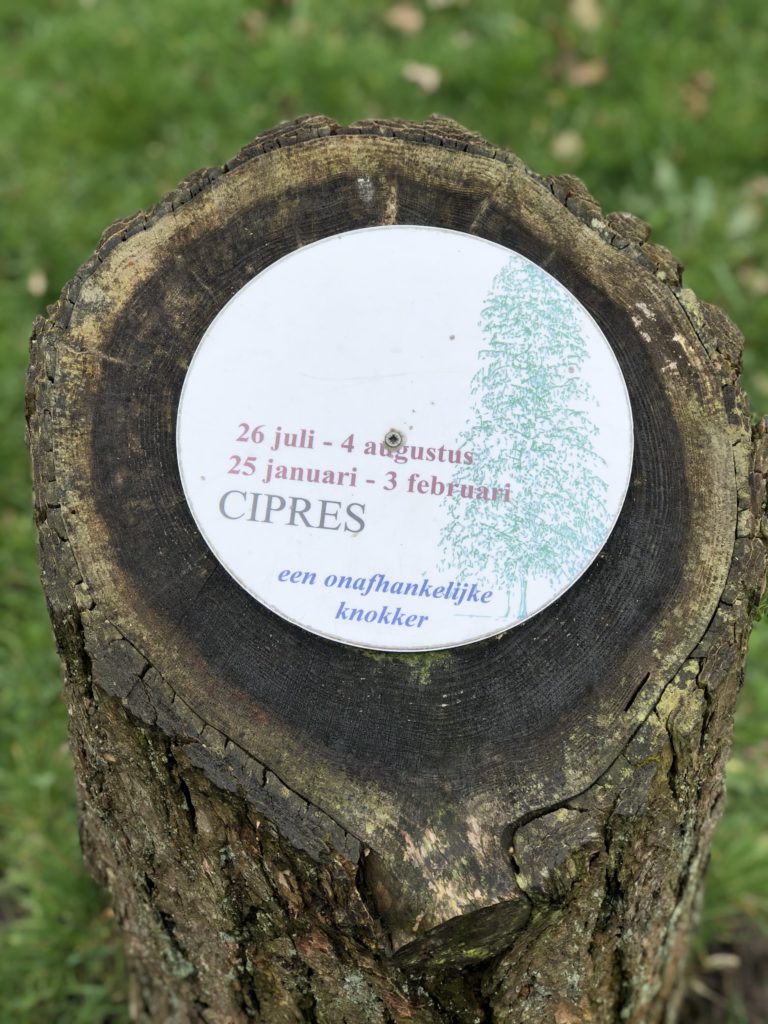 26 juli - 4 augustus
25 januari - 3 februari
CIPRES
een onafhankelijke
knokker